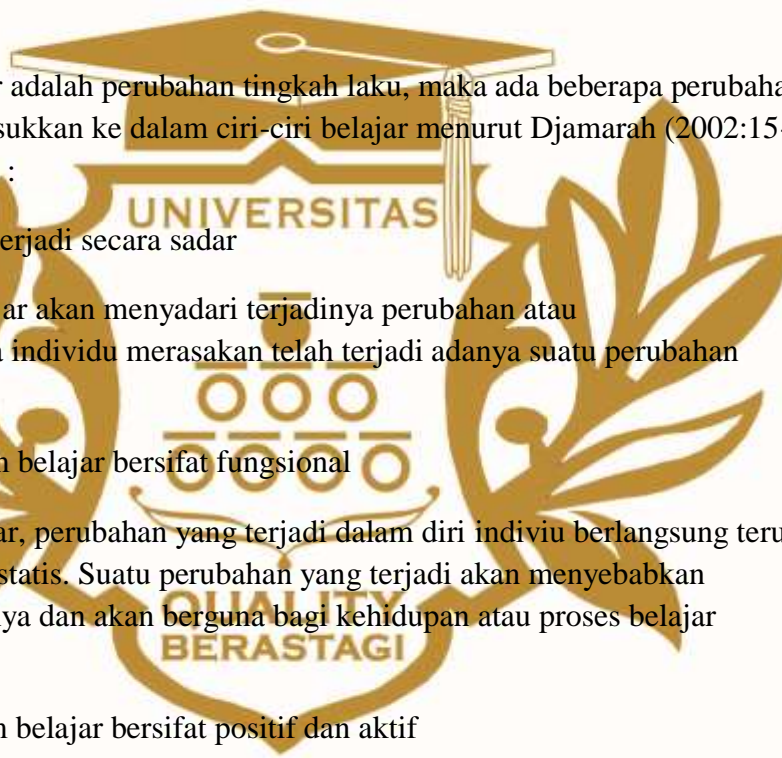 r adalah perubahan tingkah laku, maka ada beberapa perubaha
sukkan ke dalam ciri-ciri belajar menurut Djamarah (2002:15-
:
UNIVERSITAS
erjadi secara sadar
ar akan menyadari terjadinya perubahan atau
a individu merasakan telah terjadi adanya suatu perubahan
n belajar bersifat fungsional
ar, perubahan yang terjadi dalam diri indiviu berlangsung teru
statis. Suatu perubahan yang terjadi akan menyebabkan
nya dan akan berguna bagi kehidupan atau proses belajar
QUALITY
BERASTAGI
n belajar bersifat positif dan aktif